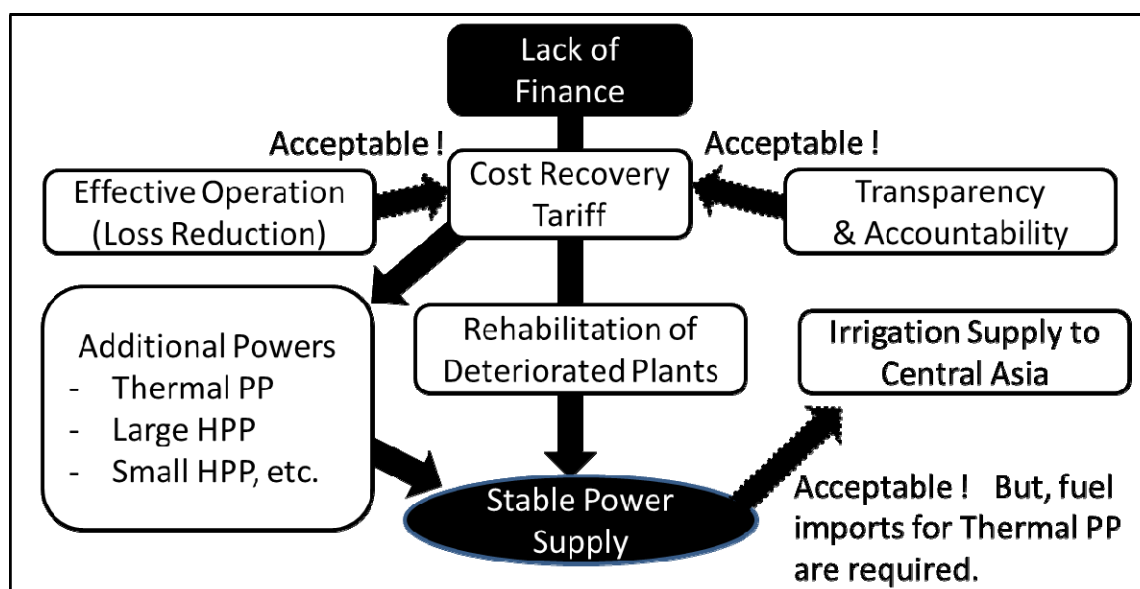 Lack of
Finance
Acceptable !
Acceptable !
Effective Operation
(Loss Reduction)
Cost Recovery
Tariff
Transparency
& Accountability
Additional Powers
- Thermal PP
- Large HPP
- Small HPP, etc.
Rehabilitation of
Deteriorated Plants
Irrigation Supply to
Central Asia
Stable Power
Supply
Acceptable ! But, fuel
imports for Thermal PP
are required.